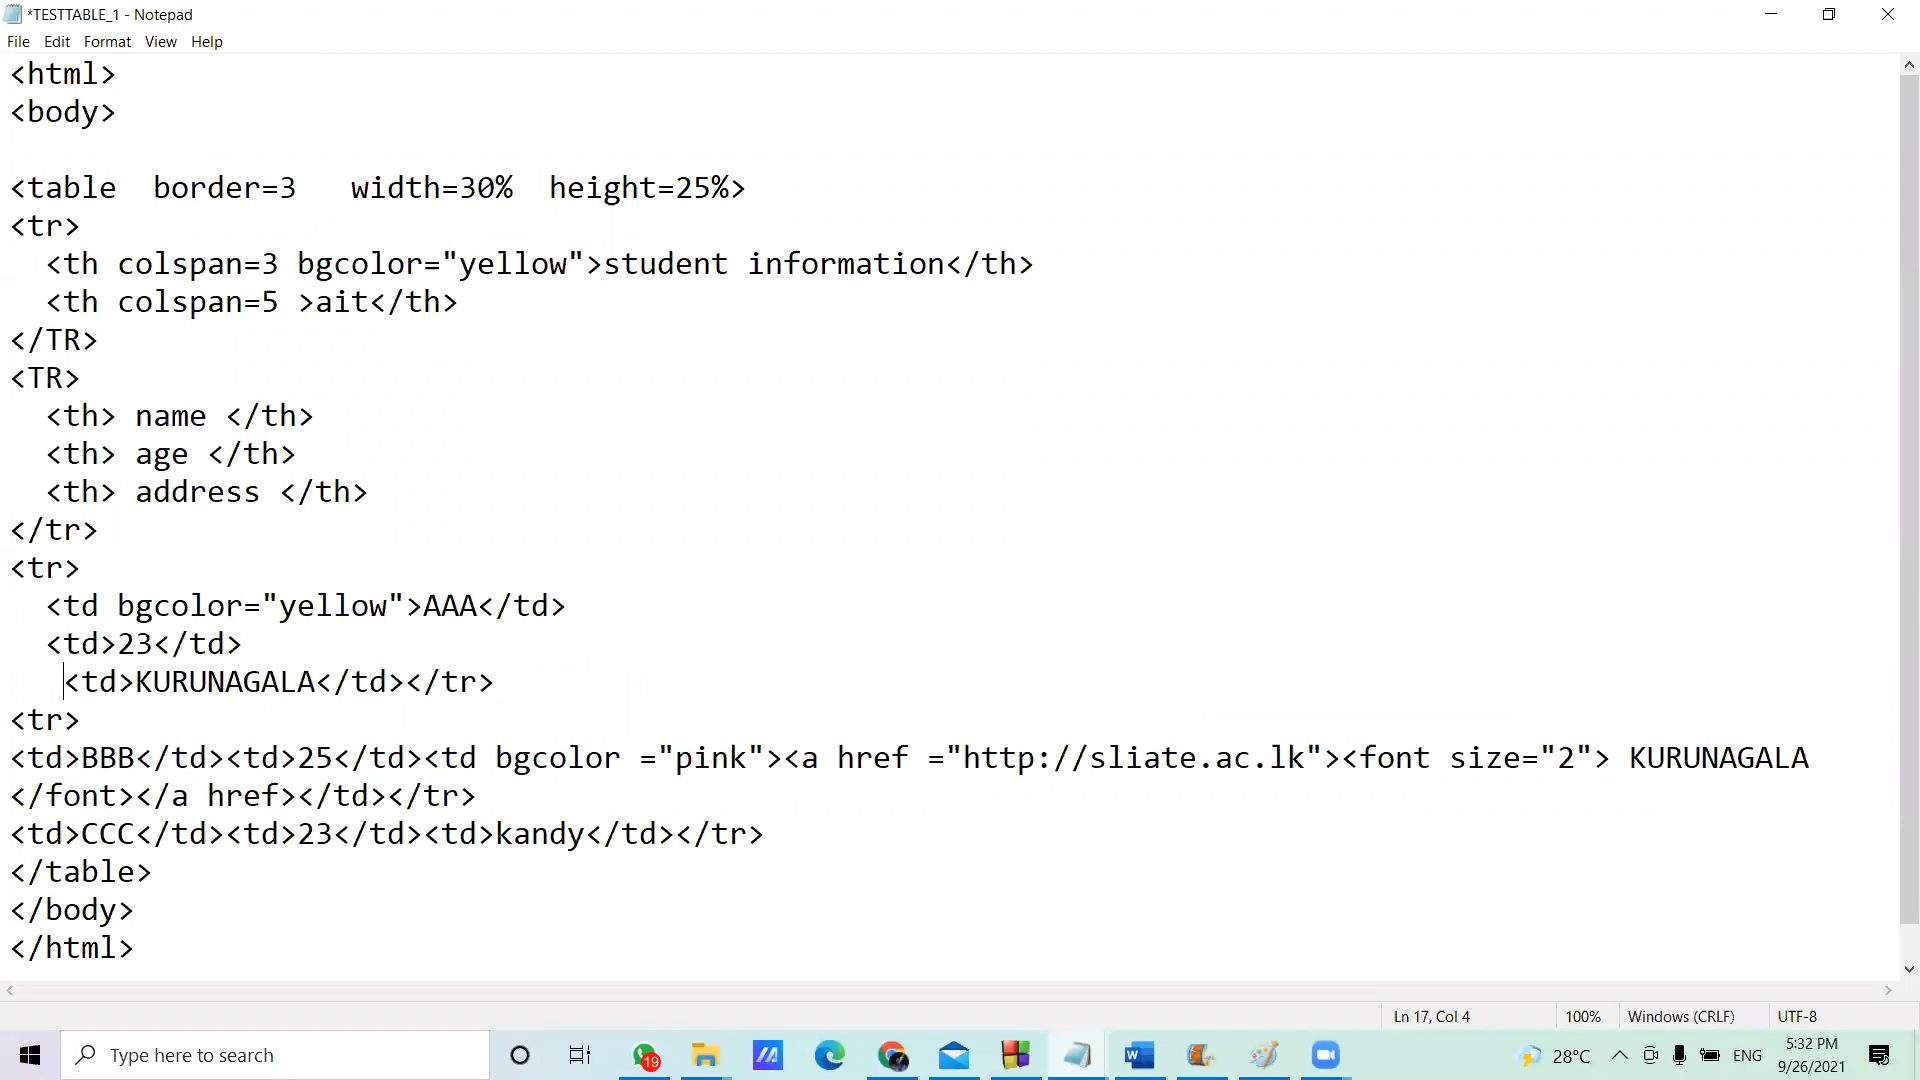 *TESTTABLE_1 - Notepad
File Edit Format View Help
<html>
<body>
<table  border=3   width=30%  height=25%>
<tr>
  <th colspan=3 bgcolor="yellow">student information</th>
  <th colspan=5 >ait</th>
</TR>
<TR>
  <th> name </th>
  <th> age </th>
  <th> address </th>
</tr>
<tr>
  <td bgcolor="yellow">AAA</td>
  <td>23</td>
   <td>KURUNAGALA</td></tr>
<tr>
<td>BBB</td><td>25</td><td bgcolor ="pink"><a href ="http://sliate.ac.lk"><font size="2"> KURUNAGALA
</font></a href></td></tr>
<td>CCC</td><td>23</td><td>kandy</td></tr>
</table>
</body>
</html>
Ln 17, Col 4 100% Windows (CRLF) UTF-8
Type here to search 19 28°C ENG 5:32 PM
9/26/2021